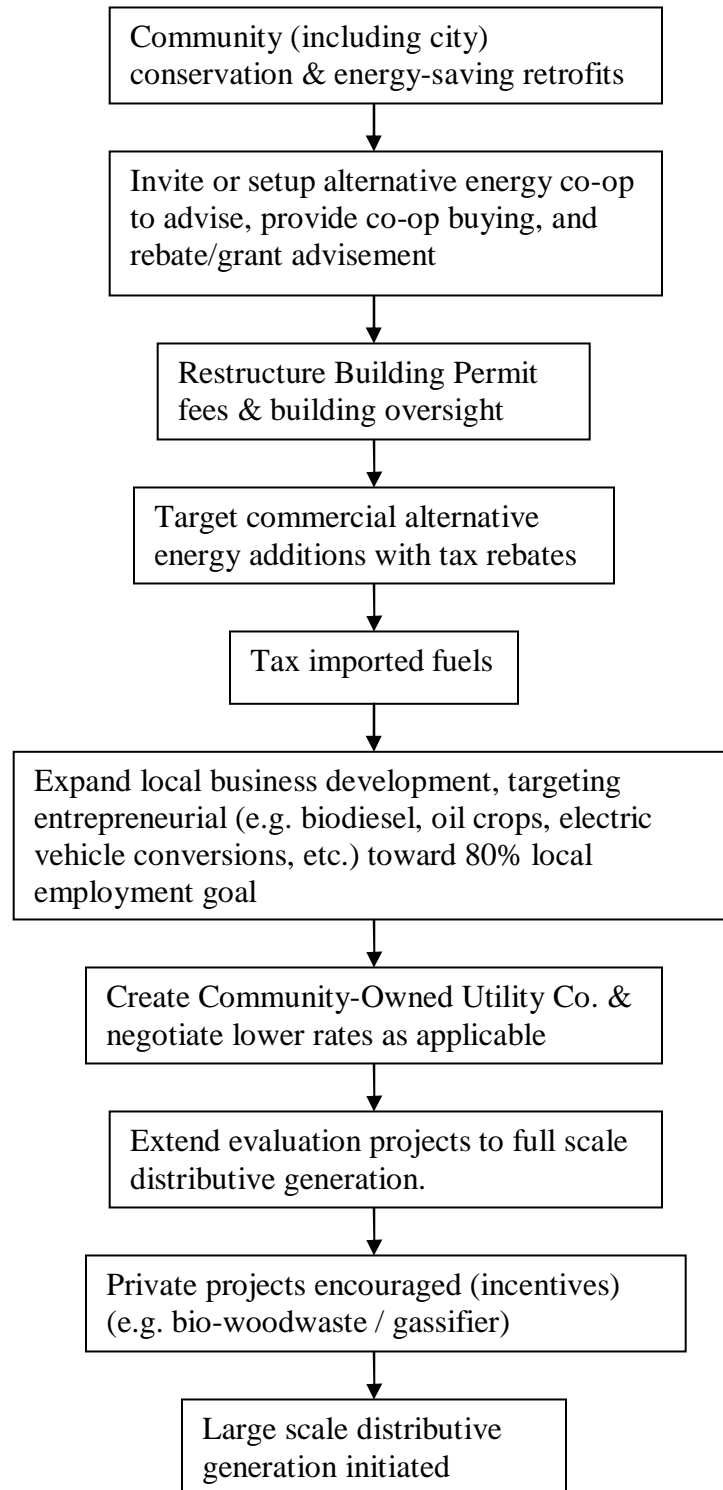 Community (including city)
conservation & energy-saving retrofits
Invite or setup alternative energy co-op
to advise, provide co-op buying, and
rebate/grant advisement
Restructure Building Permit
fees & building oversight
Target commercial alternative
energy additions with tax rebates
Tax imported fuels
Expand local business development, targeting
entrepreneurial (e.g. biodiesel, oil crops, electric
vehicle conversions, etc.) toward 80% local
employment goal
Create Community-Owned Utility Co. &
negotiate lower rates as applicable
Extend evaluation projects to full scale
distributive generation.
Private projects encouraged (incentives)
(e.g. bio-woodwaste / gassifier)
Large scale distributive
generation initiated